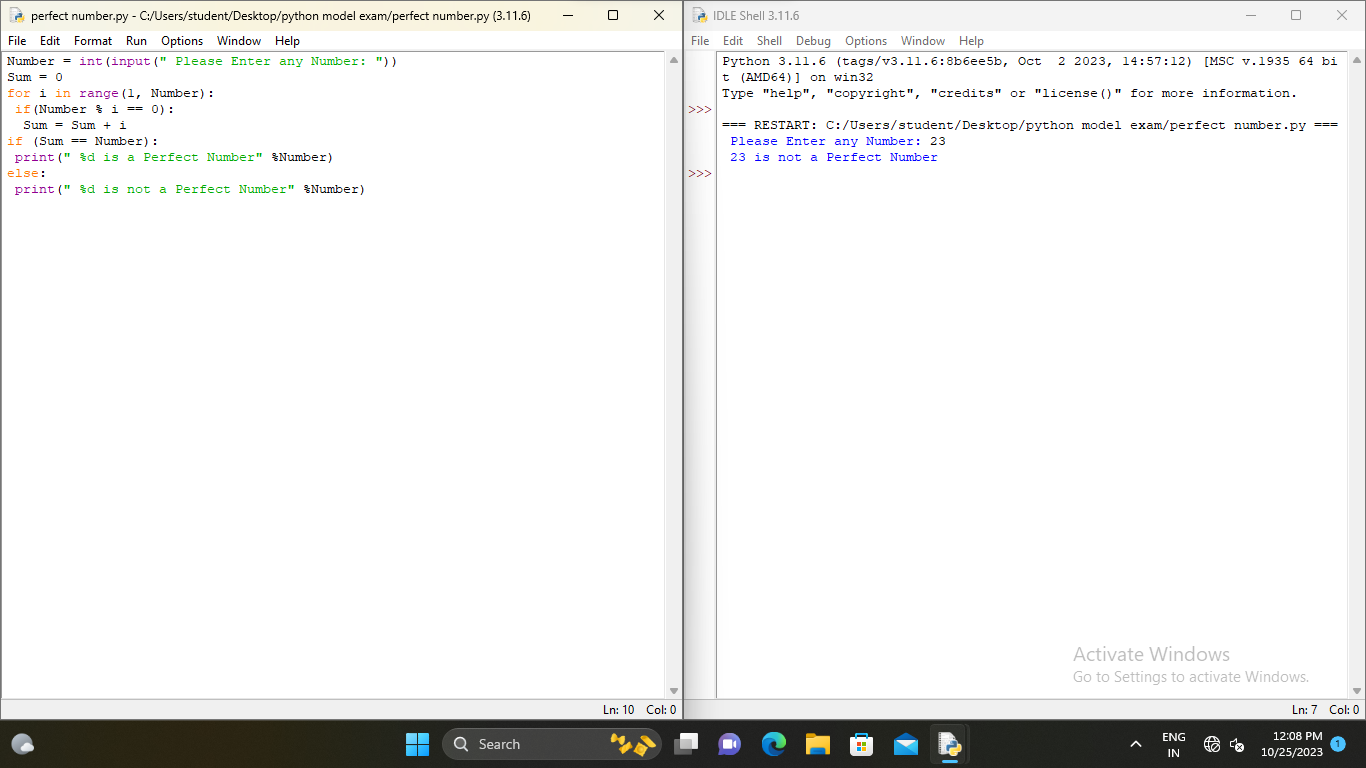 perfect number.py - C:/Users/student/Desktop/python model exam/perfect number.py (3.11.6)
File Edit Format Run Options Window Help
Number = int(input(" Please Enter any Number: "))
Sum = 0
for i in range(1, Number):
 if(Number % i == 0):
  Sum = Sum + i
if (Sum == Number):
 print(" %d is a Perfect Number" %Number)
else:
 print(" %d is not a Perfect Number" %Number)
Ln: 10 Col: 0
IDLE Shell 3.11.6
File Edit Shell Debug Options Window Help
Python 3.11.6 (tags/v3.11.6:8b6ee5b, Oct  2 2023, 14:57:12) [MSC v.1935 64 bi
t (AMD64)] on win32
Type "help", "copyright", "credits" or "license()" for more information.
>>>
=== RESTART: C:/Users/student/Desktop/python model exam/perfect number.py ===
 Please Enter any Number: 23
 23 is not a Perfect Number
>>>
Activate Windows
Go to Settings to activate Windows.
Ln: 7 Col: 0
Search
ENG
IN
12:08 PM
10/25/2023
1